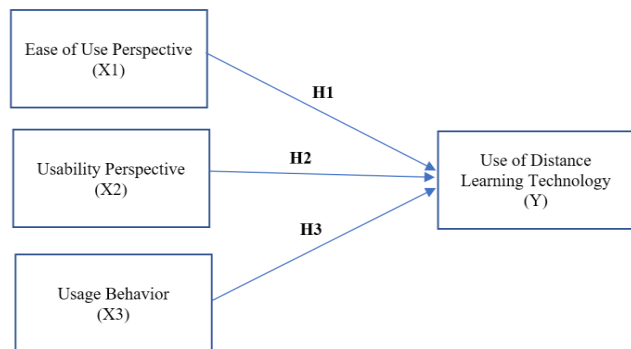 Ease of Use Perspective
(X1)
H1
Usability Perspective
(X2)
H2
Use of Distance
Learning Technology
(Y)
H3
Usage Behavior
(X3)